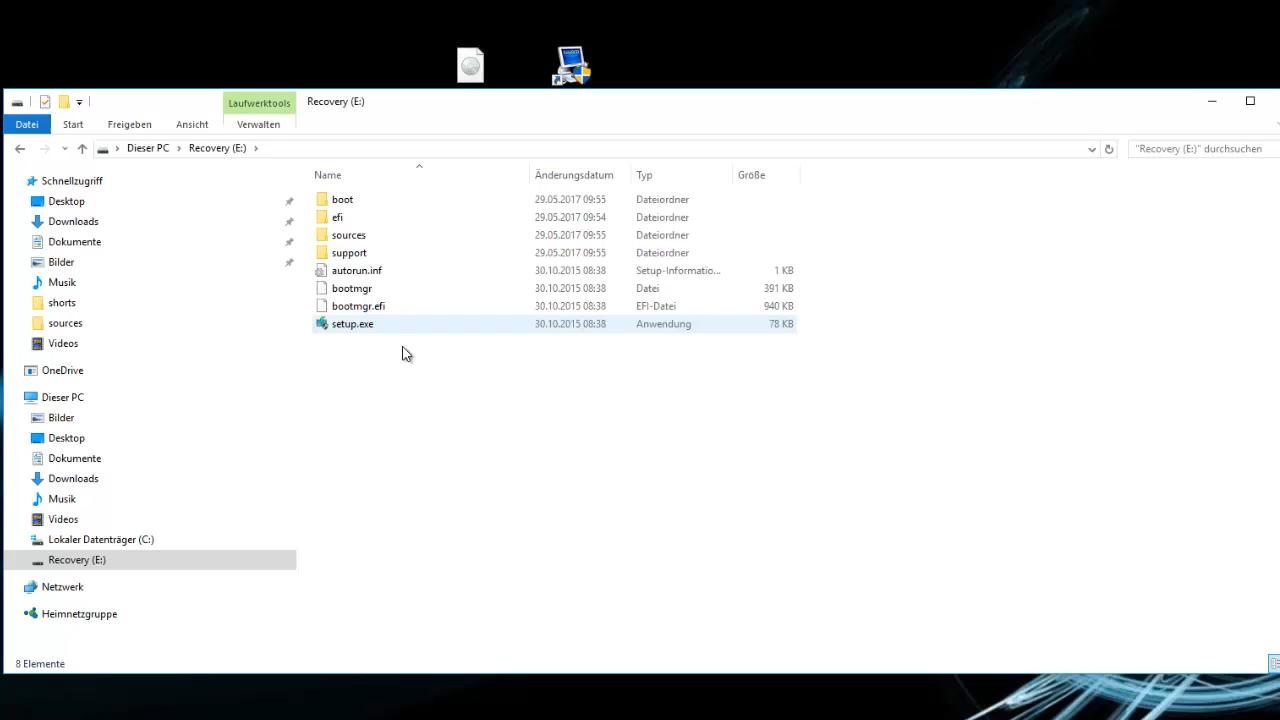 Laufwerktools Recovery (E:)
Datei Start Freigeben Ansicht Verwalten
Dieser PC Recovery (E:) "Recovery (E:)" durchsuchen
Name Änderungsdatum Typ Größe
boot 29.05.2017 09:55 Dateiordner
efi 29.05.2017 09:54 Dateiordner
sources 29.05.2017 09:55 Dateiordner
support 29.05.2017 09:55 Dateiordner
autorun.inf 30.10.2015 08:38 Setup-Informatio... 1 KB
bootmgr 30.10.2015 08:38 Datei 391 KB
bootmgr.efi 30.10.2015 08:38 EFI-Datei 940 KB
setup.exe 30.10.2015 08:38 Anwendung 78 KB
Schnellzugriff
Desktop
Downloads
Dokumente
Bilder
Musik
shorts
sources
Videos
OneDrive
Dieser PC
Bilder
Desktop
Dokumente
Downloads
Musik
Videos
Lokaler Datenträger (C:)
Recovery (E:)
Netzwerk
Heimnetzgruppe
8 Elemente